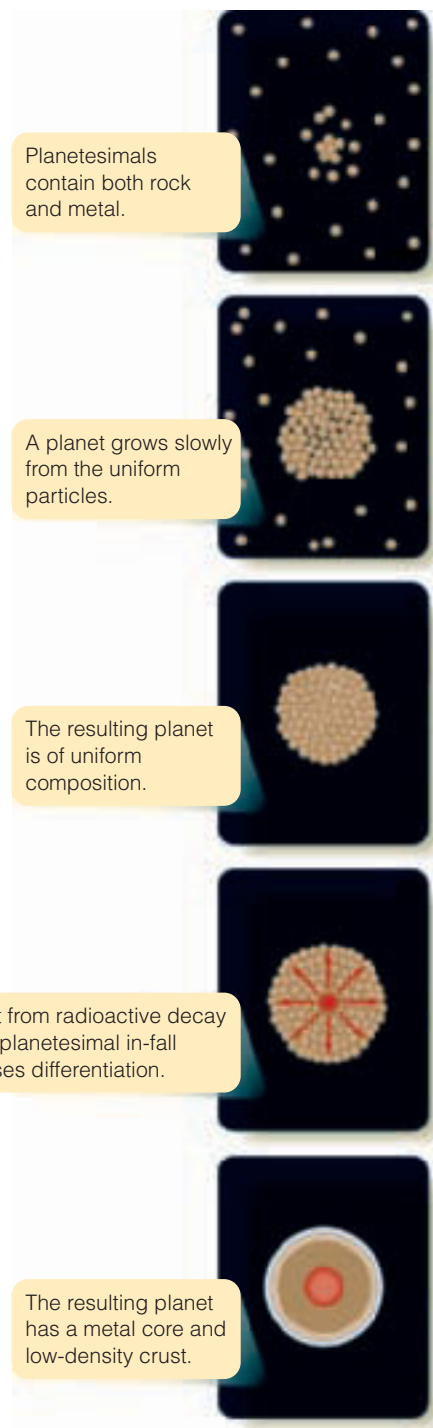 Planetesimals
contain both rock
and metal.
A planet grows slowly
from the uniform
particles.
The resulting planet
is of uniform
composition.
from radioactive decay
planetesimal in-fall
differentiation.
The resulting planet
has a metal core and
low-density crust.